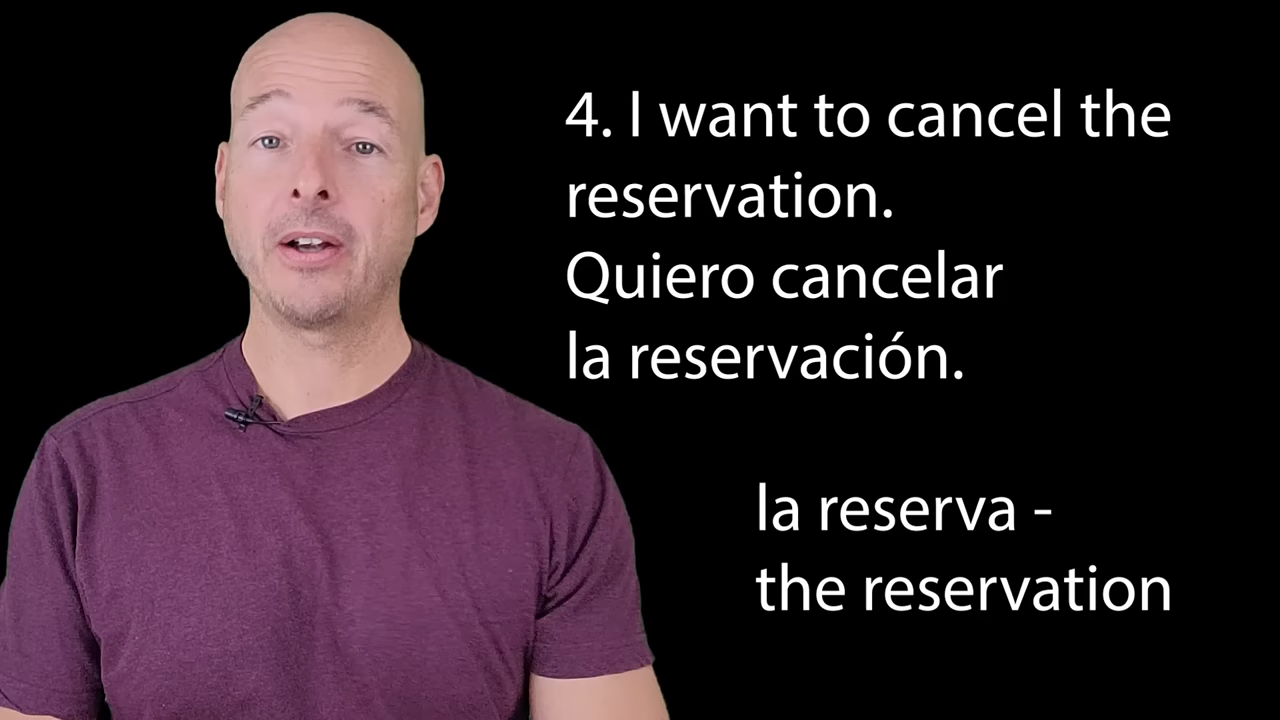 4. I want to cancel the
reservation.
Quiero cancelar
la reservación.
la reserva -
the reservation